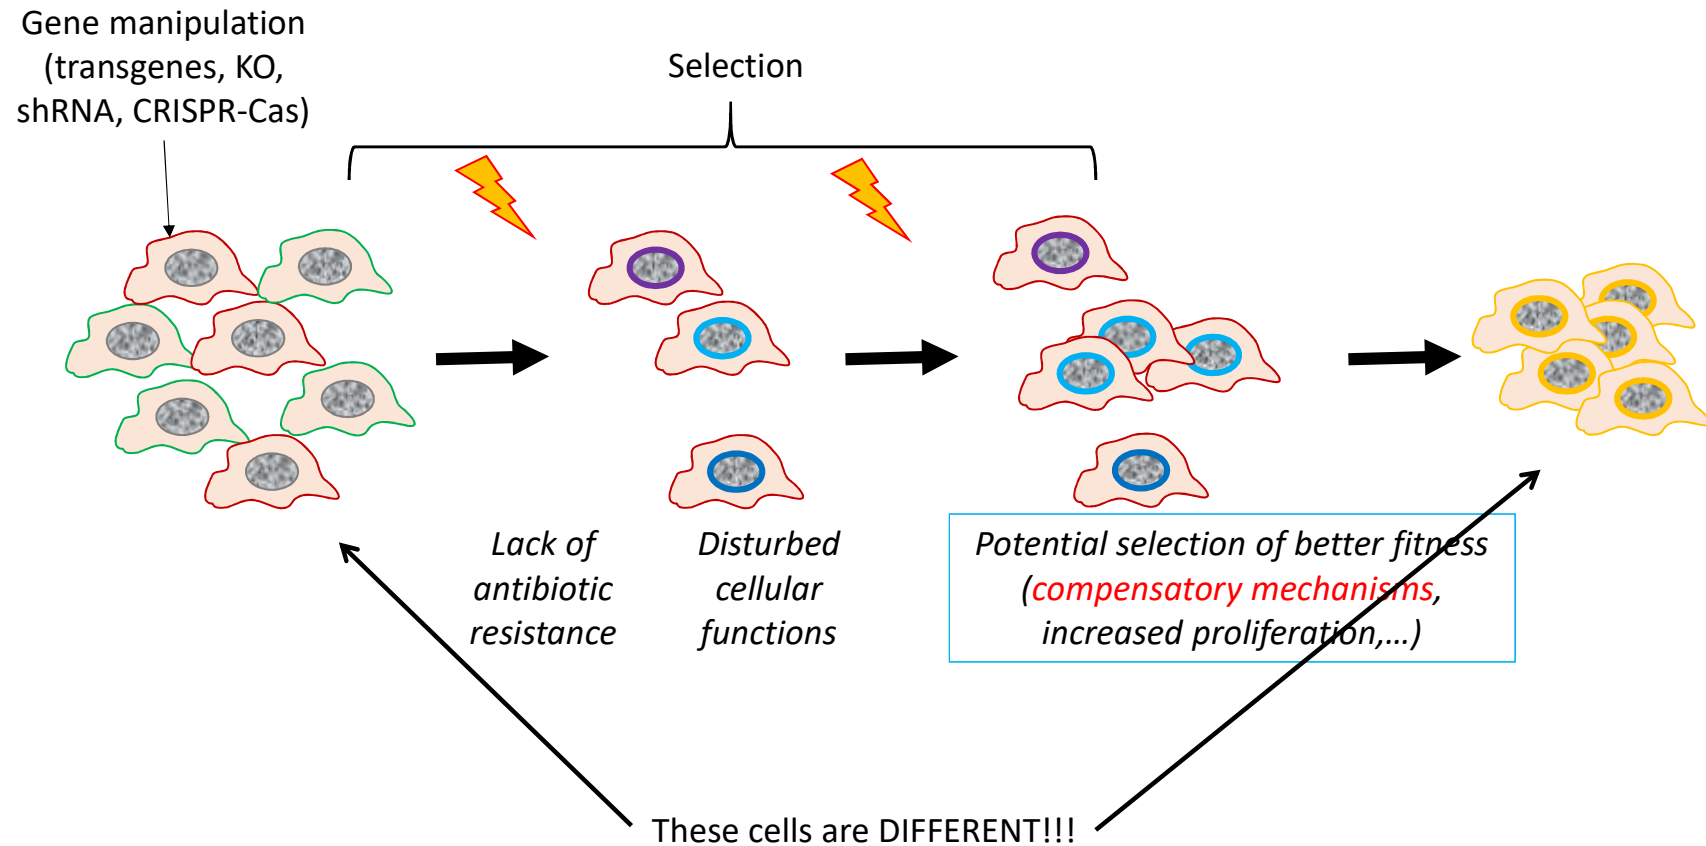 Gene manipulation
(transgenes, KO,
shRNA, CRISPR-Cas)
Selection
Lack of
antibiotic
resistance
Disturbed
cellular
functions
Potential selection of better fitness
(compensatory mechanisms,
increased proliferation,...)
These cells are DIFFERENT!!!